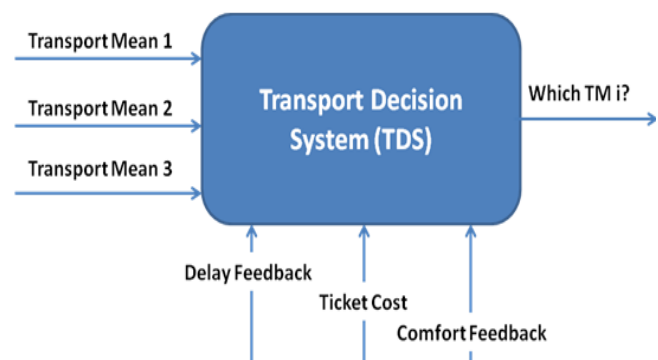 Transport Mean 1
Transport Mean 2
Transport Mean 3
Transport Decision
System (TDS)
Which TM i?
Delay Feedback
Ticket Cost
Comfort Feedback